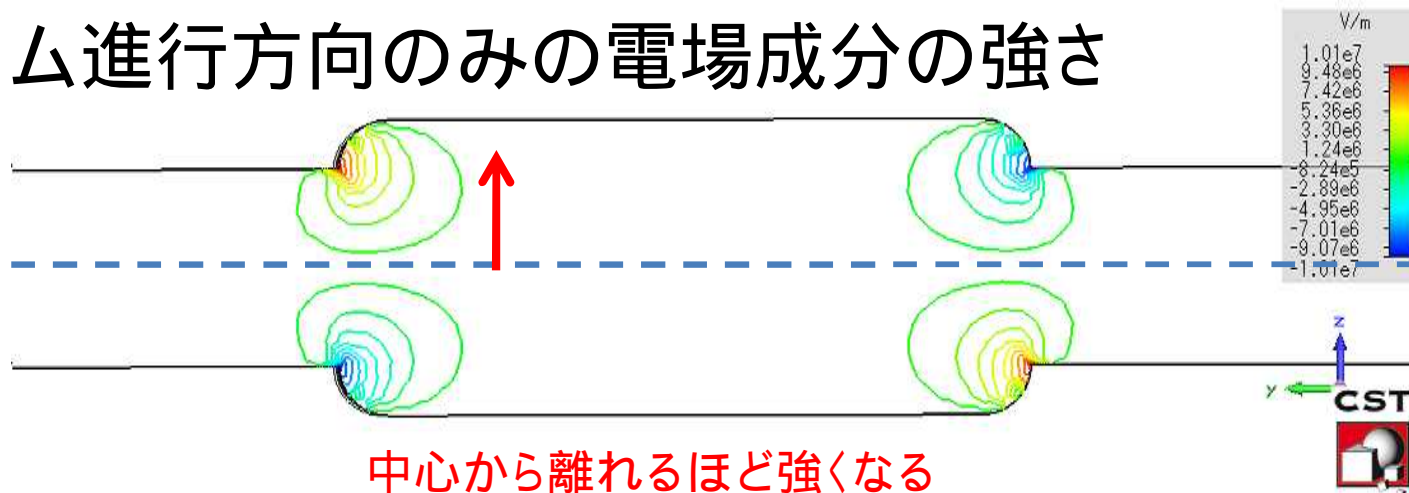 ム進行方向のみの電場成分の強さ
V/m
1.01e7
9.48e6
7.42e6
5.36e6
3.30e6
1.24e6
-8.24e5
-2.89e6
-4.95e6
-7.01e6
-9.07e6
-1.01e7
z
y
CST
中心から離れるほど強くなる